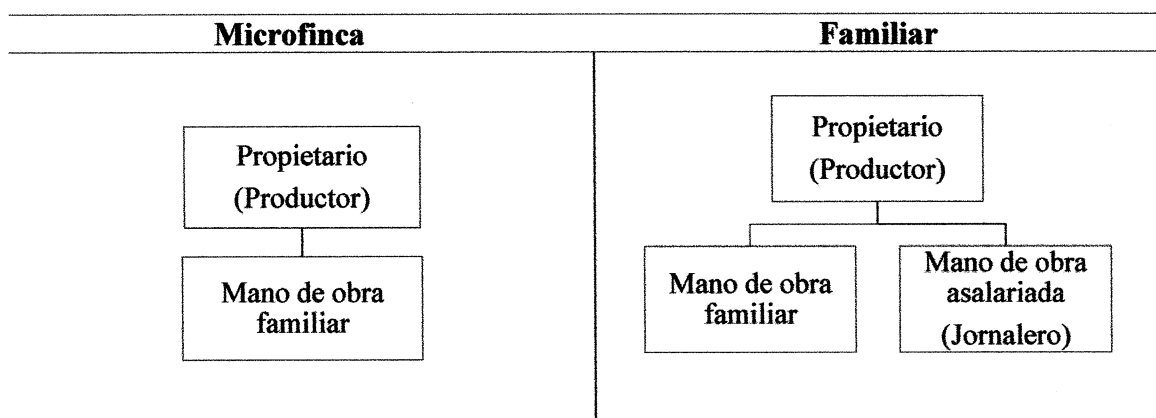 Microfinca
Familiar
Propietario
(Productor)
Mano de obra
familiar
Propietario
(Productor)
Mano de obra
familiar
Mano de obra
asalariada
(Jornalero)